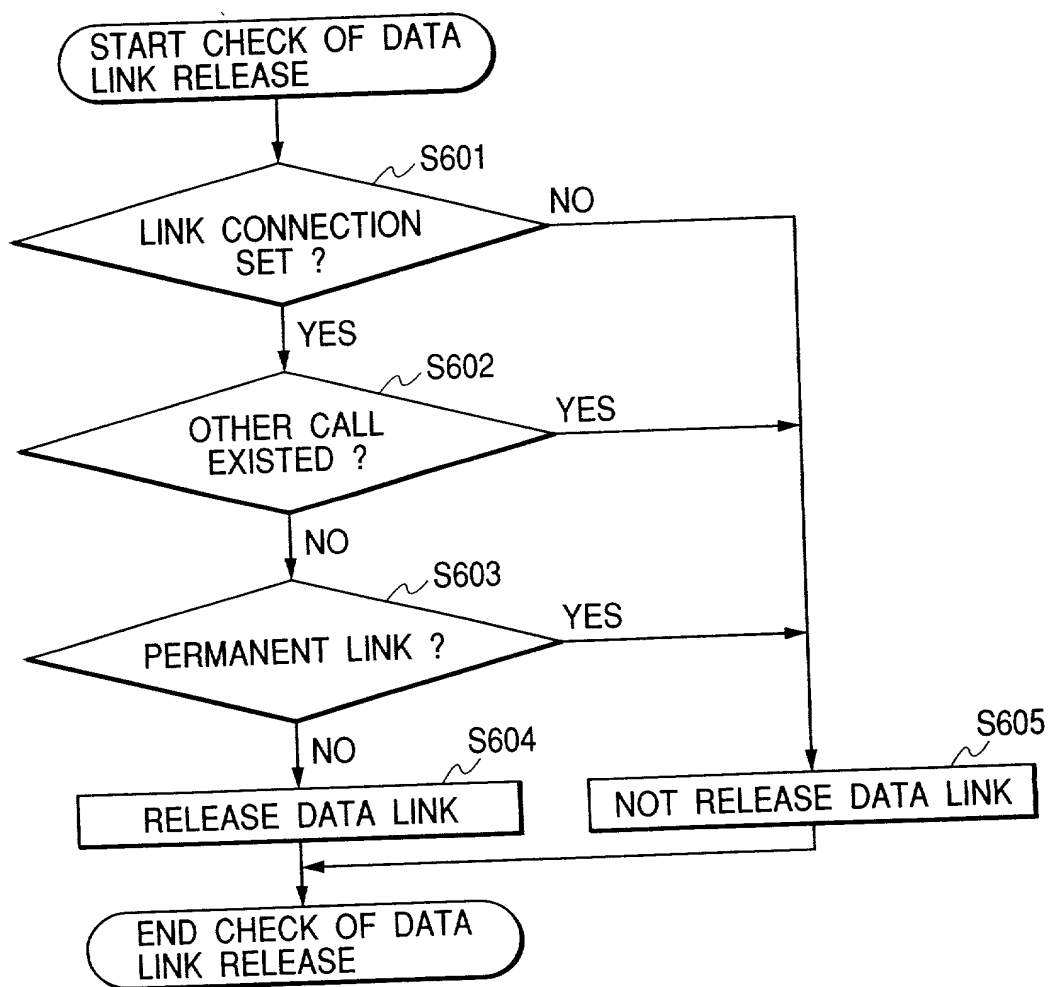 START CHECK OF DATA
LINK RELEASE
S601
LINK CONNECTION
SET ?
NO
YES
S602
OTHER CALL
EXISTED ?
YES
NO
S603
PERMANENT LINK ?
YES
NO
S604
RELEASE DATA LINK
S605
NOT RELEASE DATA LINK
END CHECK OF DATA
LINK RELEASE